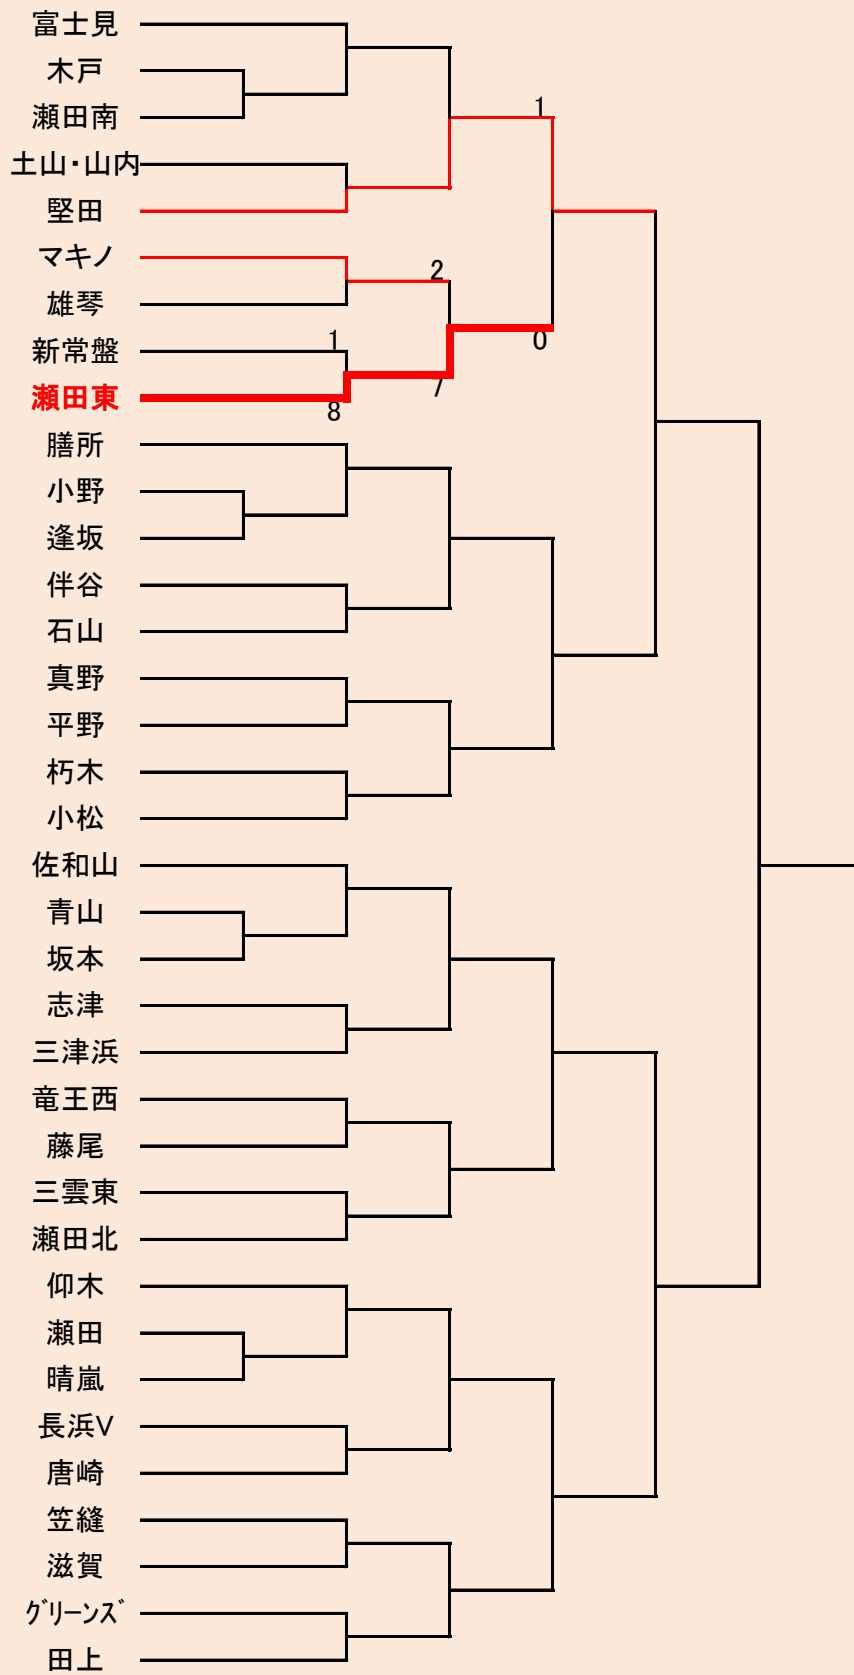 富士見
木戸
瀬田南
1
土山・山内
堅田
マキノ
2
雄琴
新常盤
1
0
瀬田東
7
8
膳所
小野
逢坂
伴谷
石山
真野
平野
朽木
小松
佐和山
青山
坂本
志津
三津浜
竜王西
藤尾
三雲東
瀬田北
仰木
瀬田
晴嵐
長浜V
唐崎
笠縫
滋賀
ｸﾞﾘｰﾝｽﾞ
田上